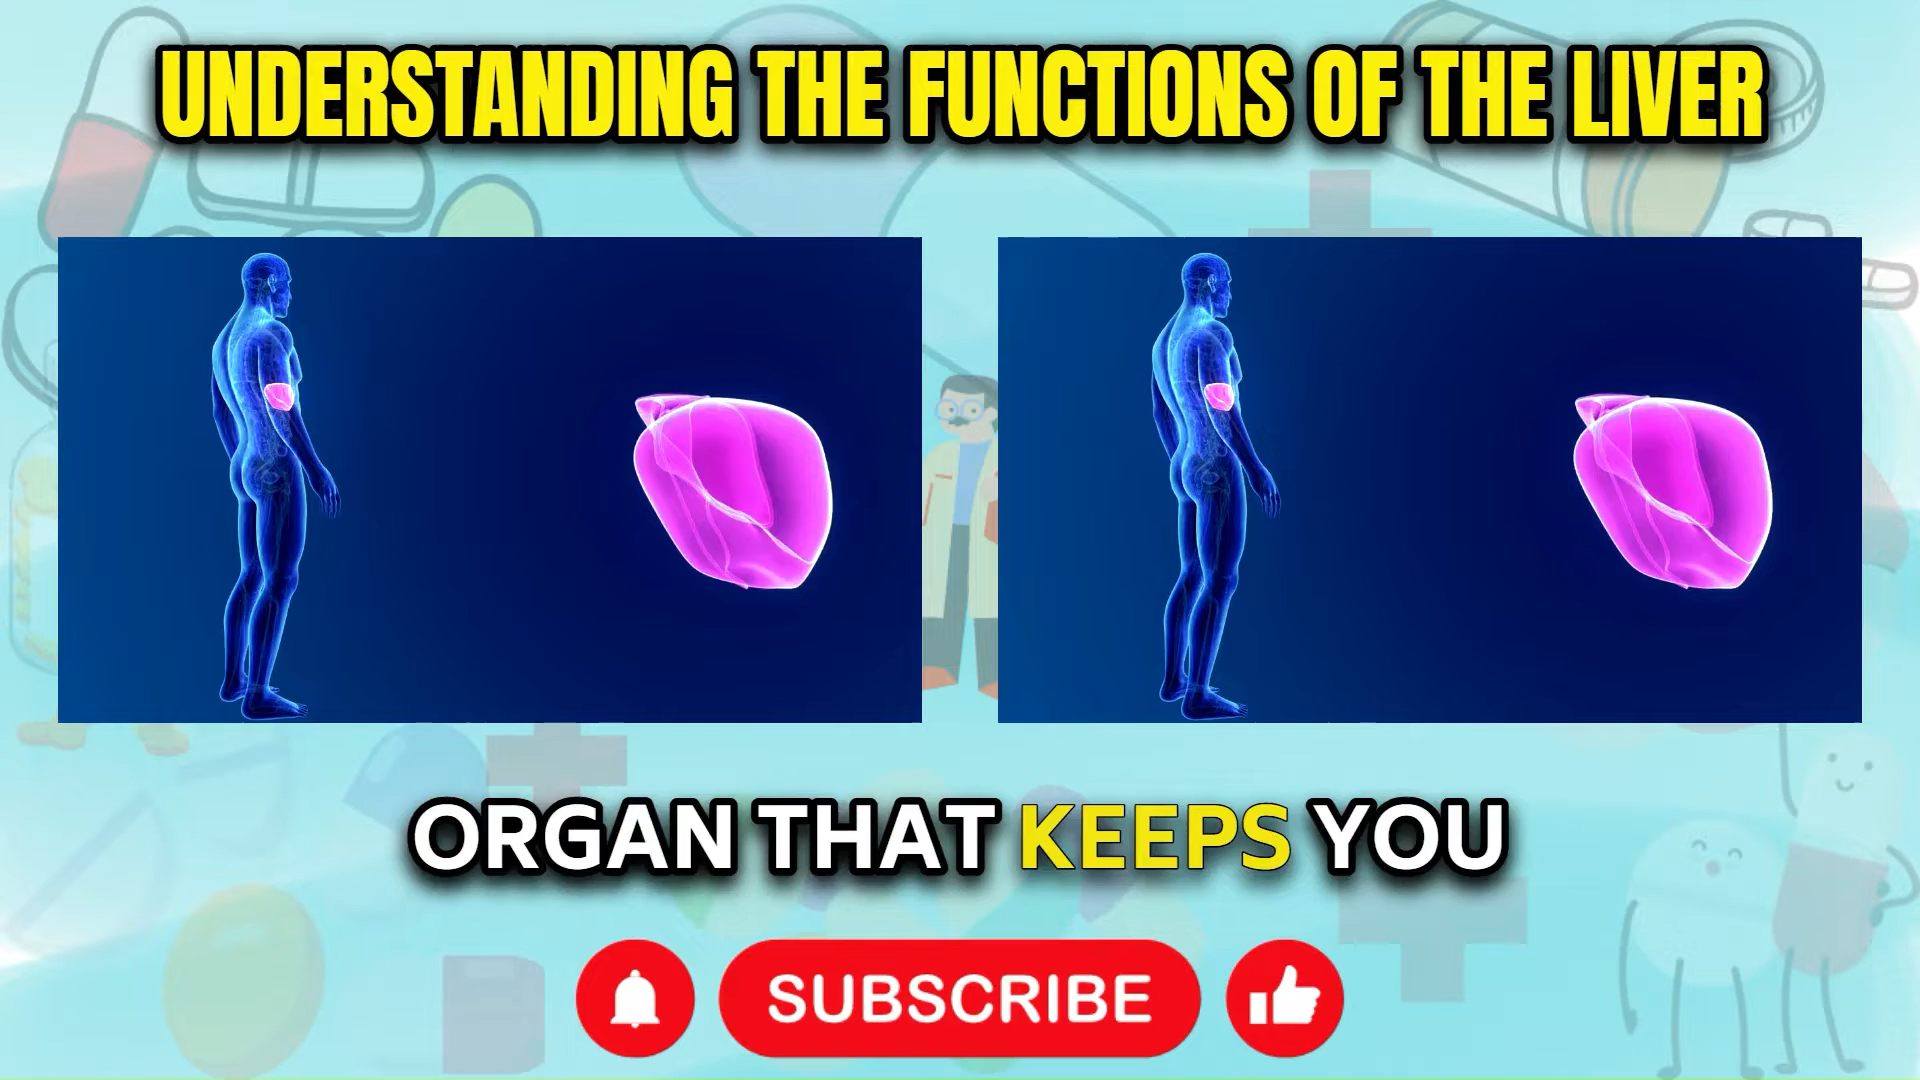 UNDERSTANDING THE FUNCTIONS OF THE LIVER
ORGAN THAT KEEPS YOU
SUBSCRIBE